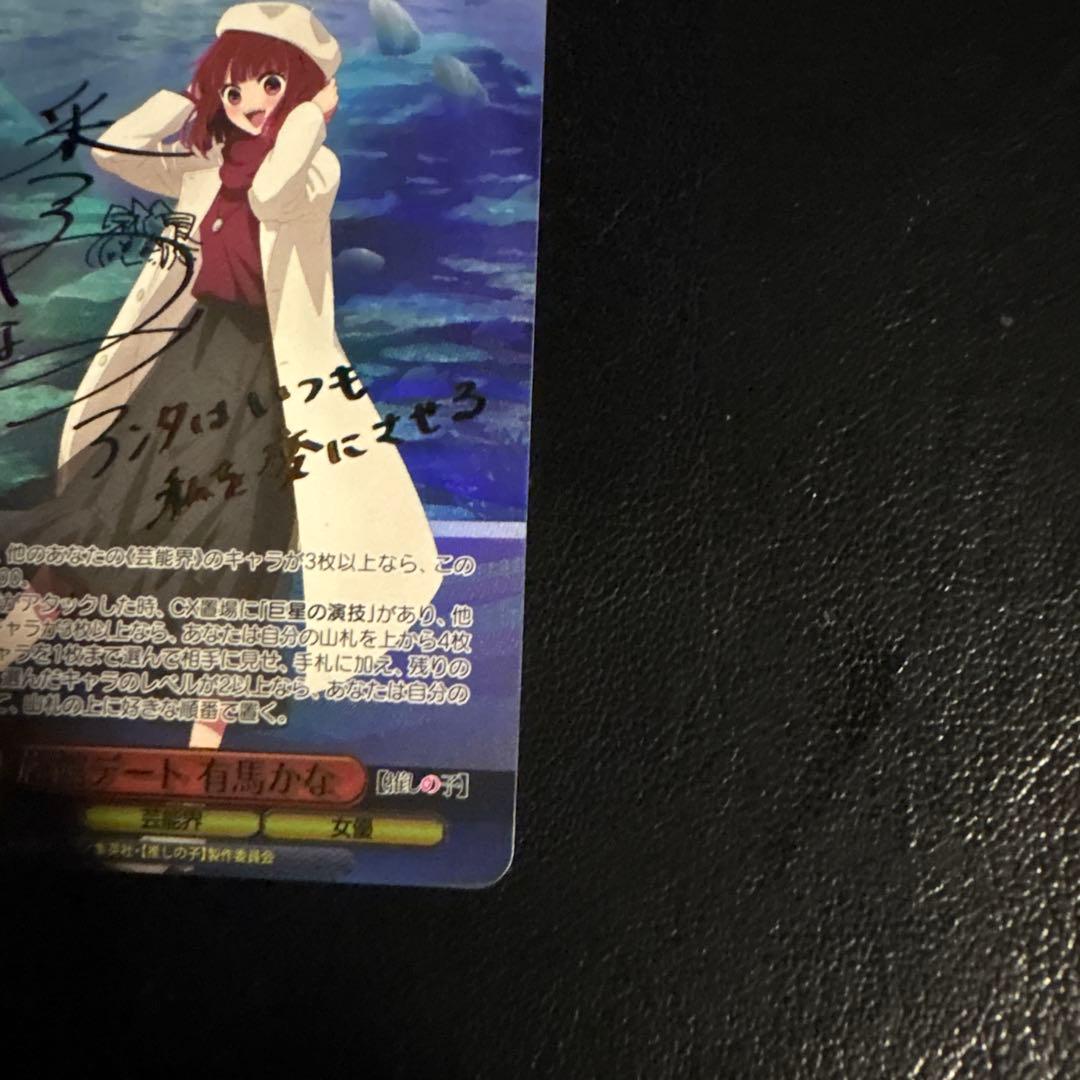 アンタはいつも
私を変にさせる
他のあなたの《芸能界》のキャラが3枚以上なら、この
00。
がアタックした時、CX置場に「巨星の演技」があり、他
キャラが3枚以上なら、あなたは自分の山札を上から4枚
ャラを1枚まで選んで相手に見せ、手札に加え、残りの
選んだキャラのレベルが2以上なら、あなたは自分の
て、山札の上に好きな順番で置く。
デート 有馬かな
【推しの子】
芸能界 女優
集英社・【推しの子】製作委員会